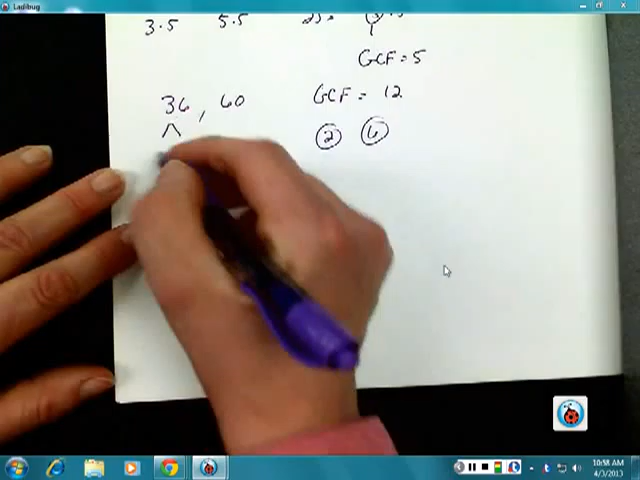 Ladibug
3·5 5·5
GCF = 5
36, 60 GCF = 12
2 6
10:58 AM
4/3/2013